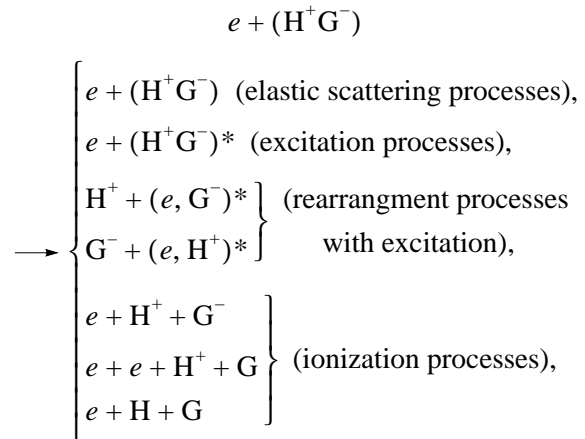 e + (H⁺G⁻)
e + (H⁺G⁻) (elastic scattering processes),
e + (H⁺G⁻)* (excitation processes),
H⁺ + (e, G⁻)* (rearrangment processes
→ G⁻ + (e, H⁺)* with excitation),
e + H⁺ + G⁻
e + e + H⁺ + G (ionization processes),
e + H + G